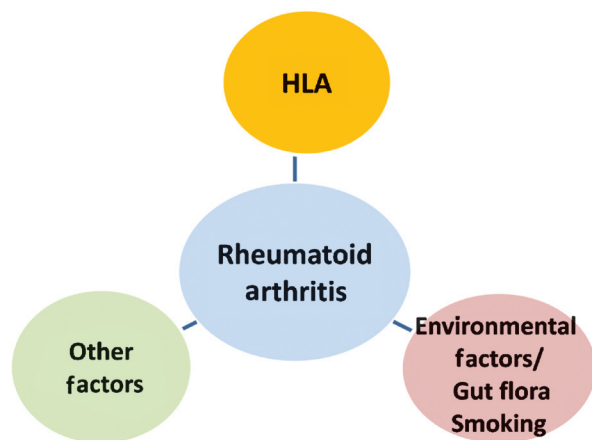 HLA
Rheumatoid
arthritis
Other
factors
Environmental
factors/
Gut flora
Smoking